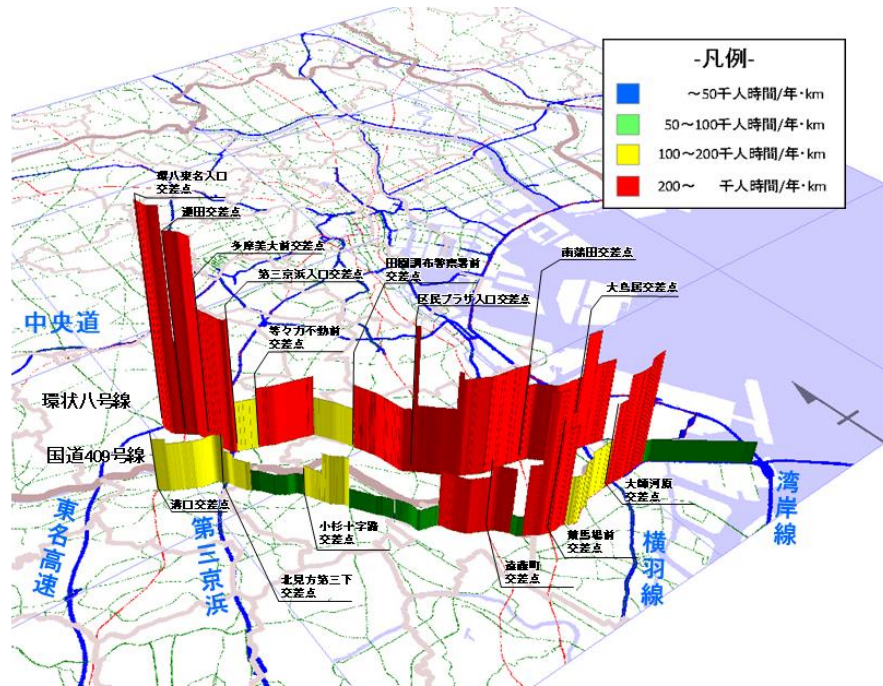 -凡例-
～50千人時間/年・km
50～100千人時間/年・km
100～200千人時間/年・km
200～ 千人時間/年・km
環八東名入口
交差点
瀬田交差点
多摩美大前交差点
第三京浜入口交差点
田園調布警察署前
交差点
区民プラザ入口交差点
南蒲田交差点
大鳥居交差点
等々力不動前
交差点
中央道
環状八号線
国道409号線
東名高速
溝口交差点
第三京浜
北見方第三下
交差点
小杉十字路
交差点
遠藤町
交差点
競馬場前
交差点
大師河原
交差点
横羽線
湾岸線